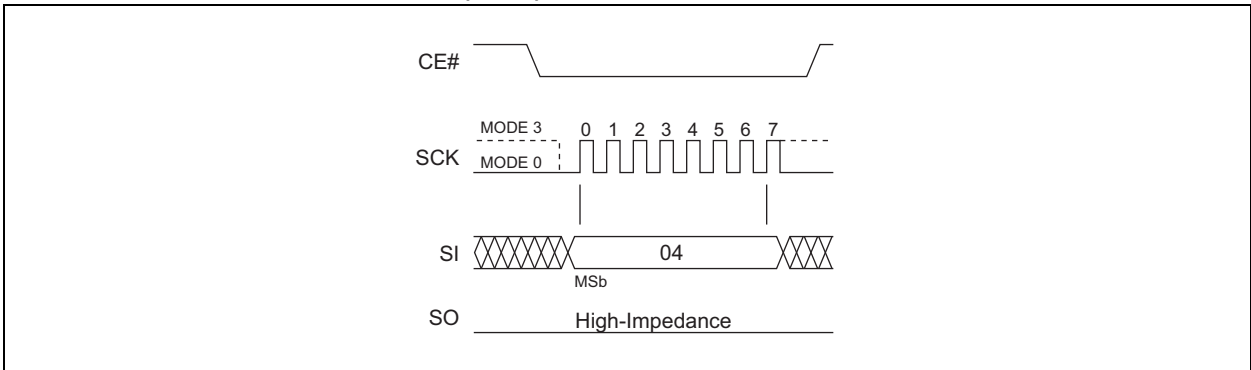 CE#
MODE 3
0 1 2 3 4 5 6 7
SCK
MODE 0
SI
04
MSb
SO
High-Impedance